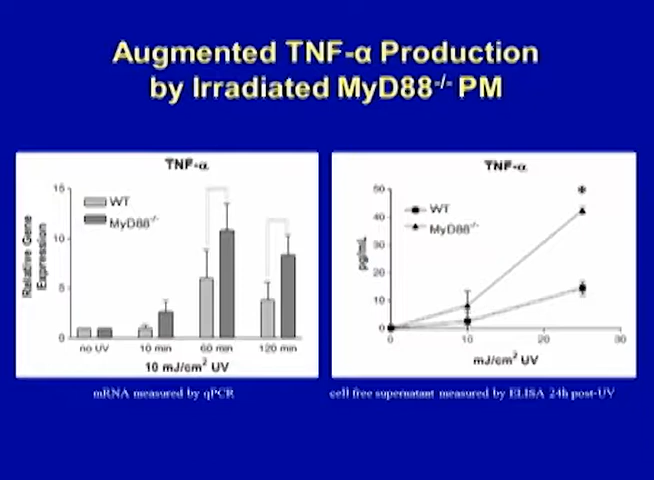 Augmented TNF-α Production
by Irradiated MyD88-/- PM
TNF-α
Relative Gene
Expression
15
10
5
0
WT
MyD88-/-
no UV 10 min 60 min 120 min
10 mJ/cm2 UV
mRNA measured by qPCR
TNF-α
pg/mL
50
40
30
20
10
0
*
WT
MyD88-/-
0 10 20 30
mJ/cm2 UV
cell free supernatant measured by ELISA 24h post-UV